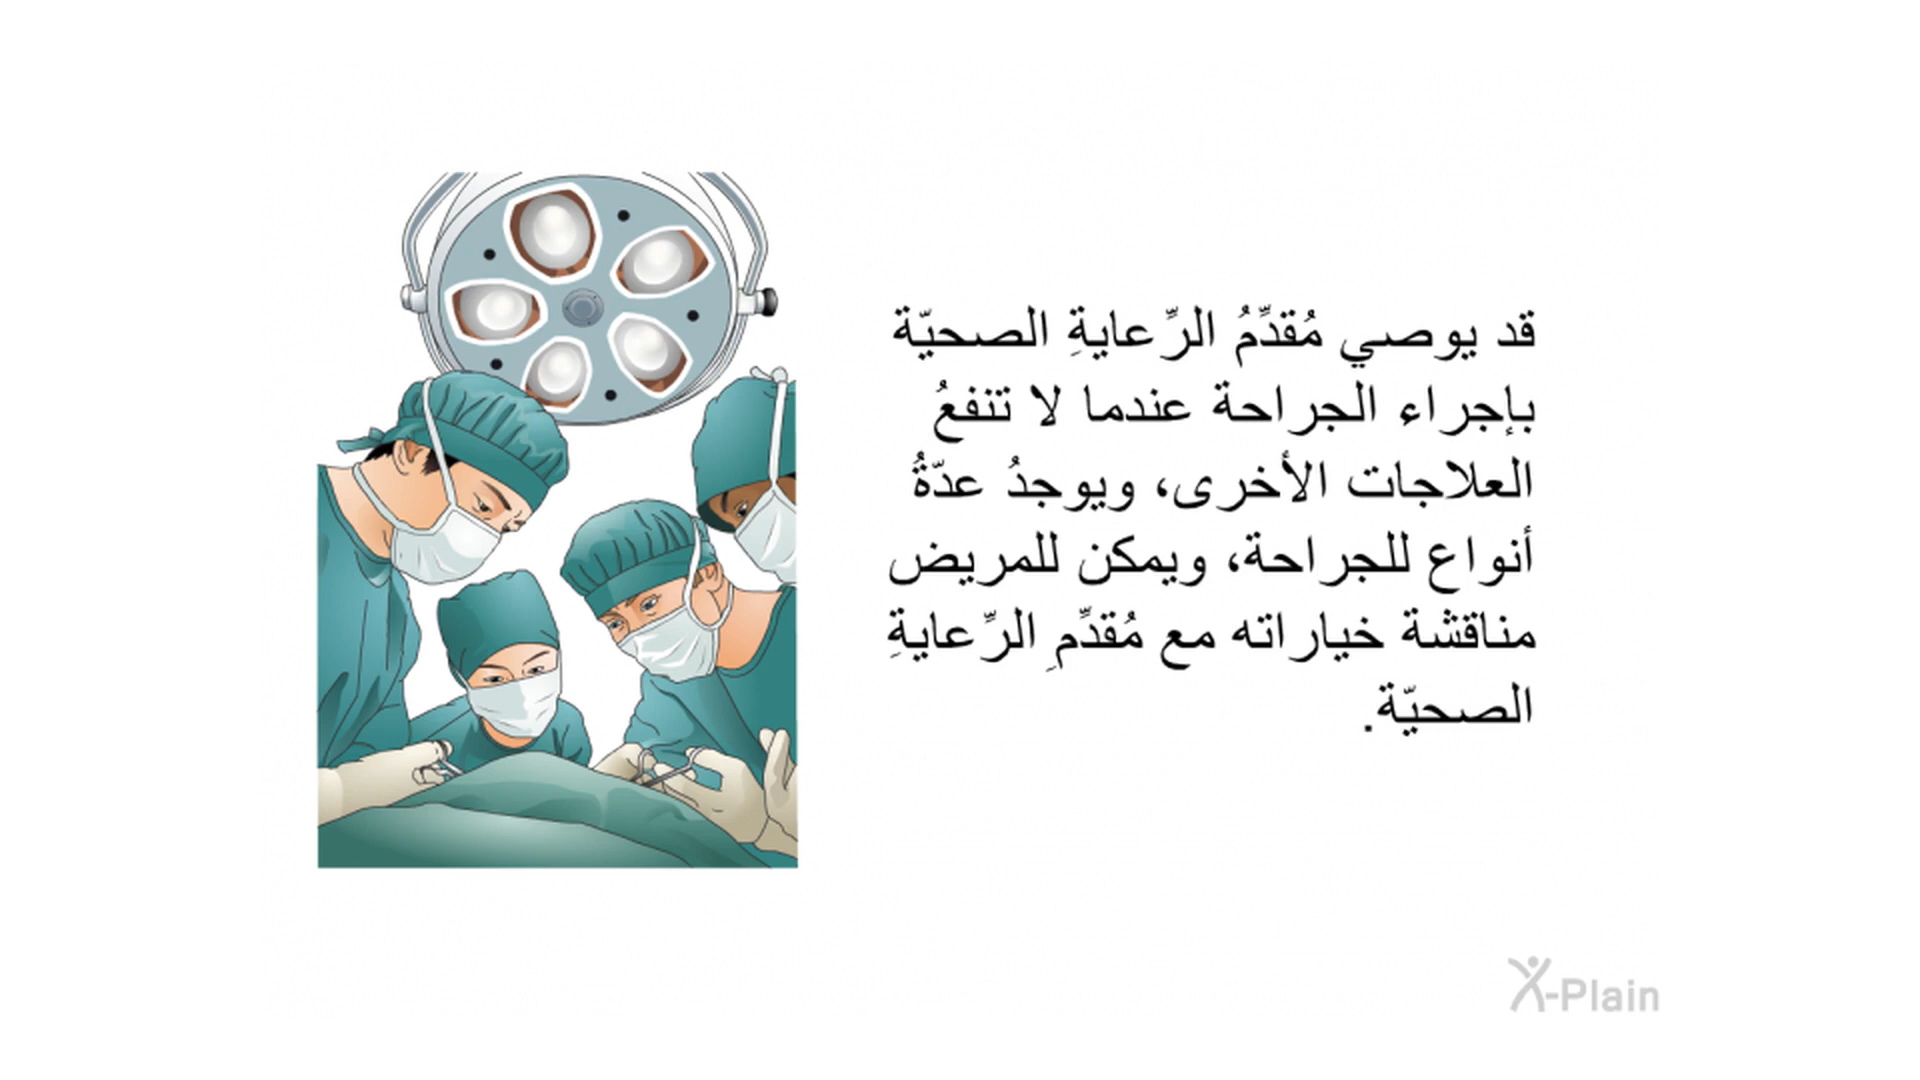 قد يوصي مُقدِّمُ الرِّعايةِ الصحيّة
بإجراء الجراحة عندما لا تنفعُ
العلاجات الأخرى، ويوجدُ عدّةُ
أنواع للجراحة، ويمكن للمريض
مناقشة خياراته مع مُقدِّمِ الرِّعايةِ
الصحيّة.
X-Plain